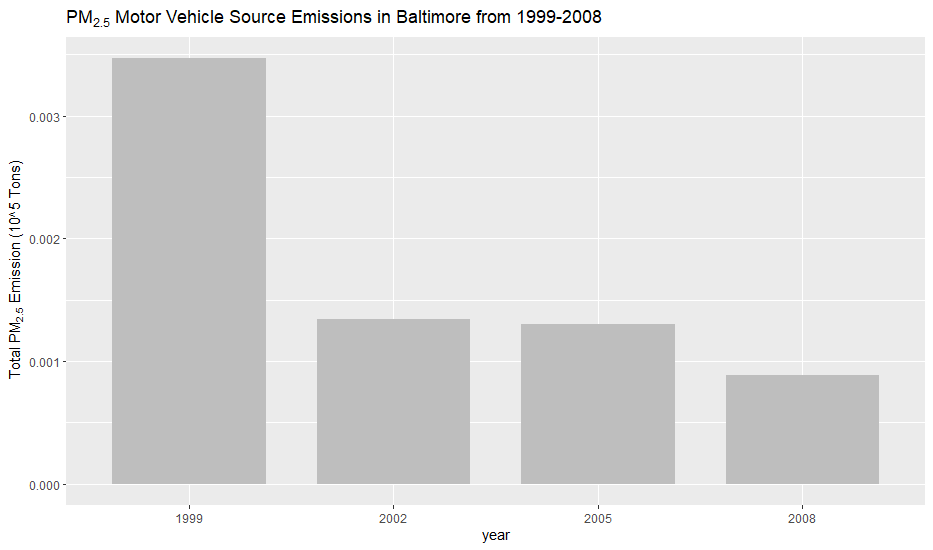 PM2.5 Motor Vehicle Source Emissions in Baltimore from 1999-2008
Total PM2.5 Emission (10^5 Tons)
0.003
0.002
0.001
0.000
1999 2002 2005 2008
year